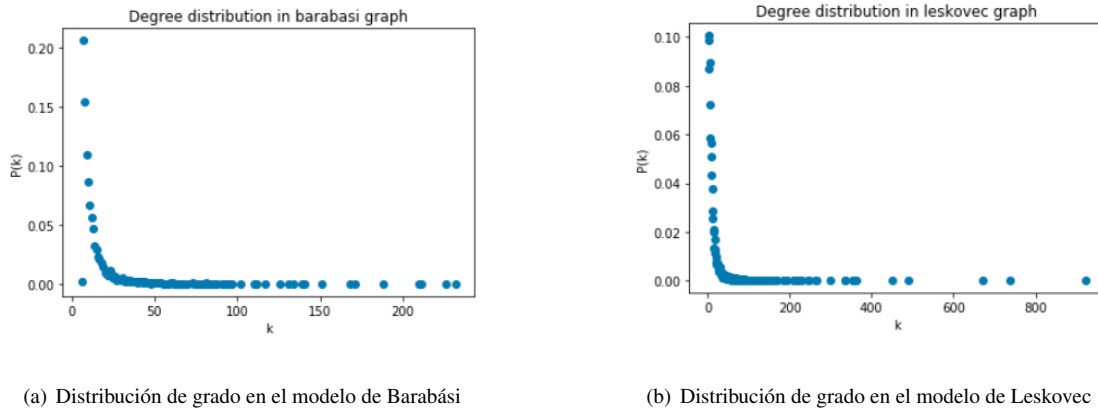 Degree distribution in barabasi graph
0.20
0.15
0.10
0.05
0.00
P(k)
0
50
100
150
200
k
Degree distribution in leskovec graph
0.10
0.08
0.06
0.04
0.02
0.00
P(k)
0
200
400
600
800
k
(a) Distribución de grado en el modelo de Barabási
(b) Distribución de grado en el modelo de Leskovec